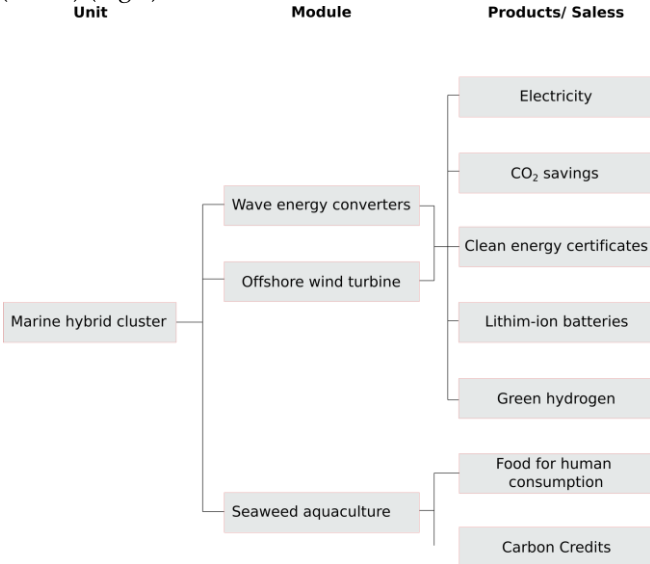 Unit Module Products/ Saless
Electricity
CO₂ savings
Wave energy converters
Clean energy certificates
Offshore wind turbine
Marine hybrid cluster
Lithim-ion batteries
Green hydrogen
Food for human
consumption
Seaweed aquaculture
Carbon Credits